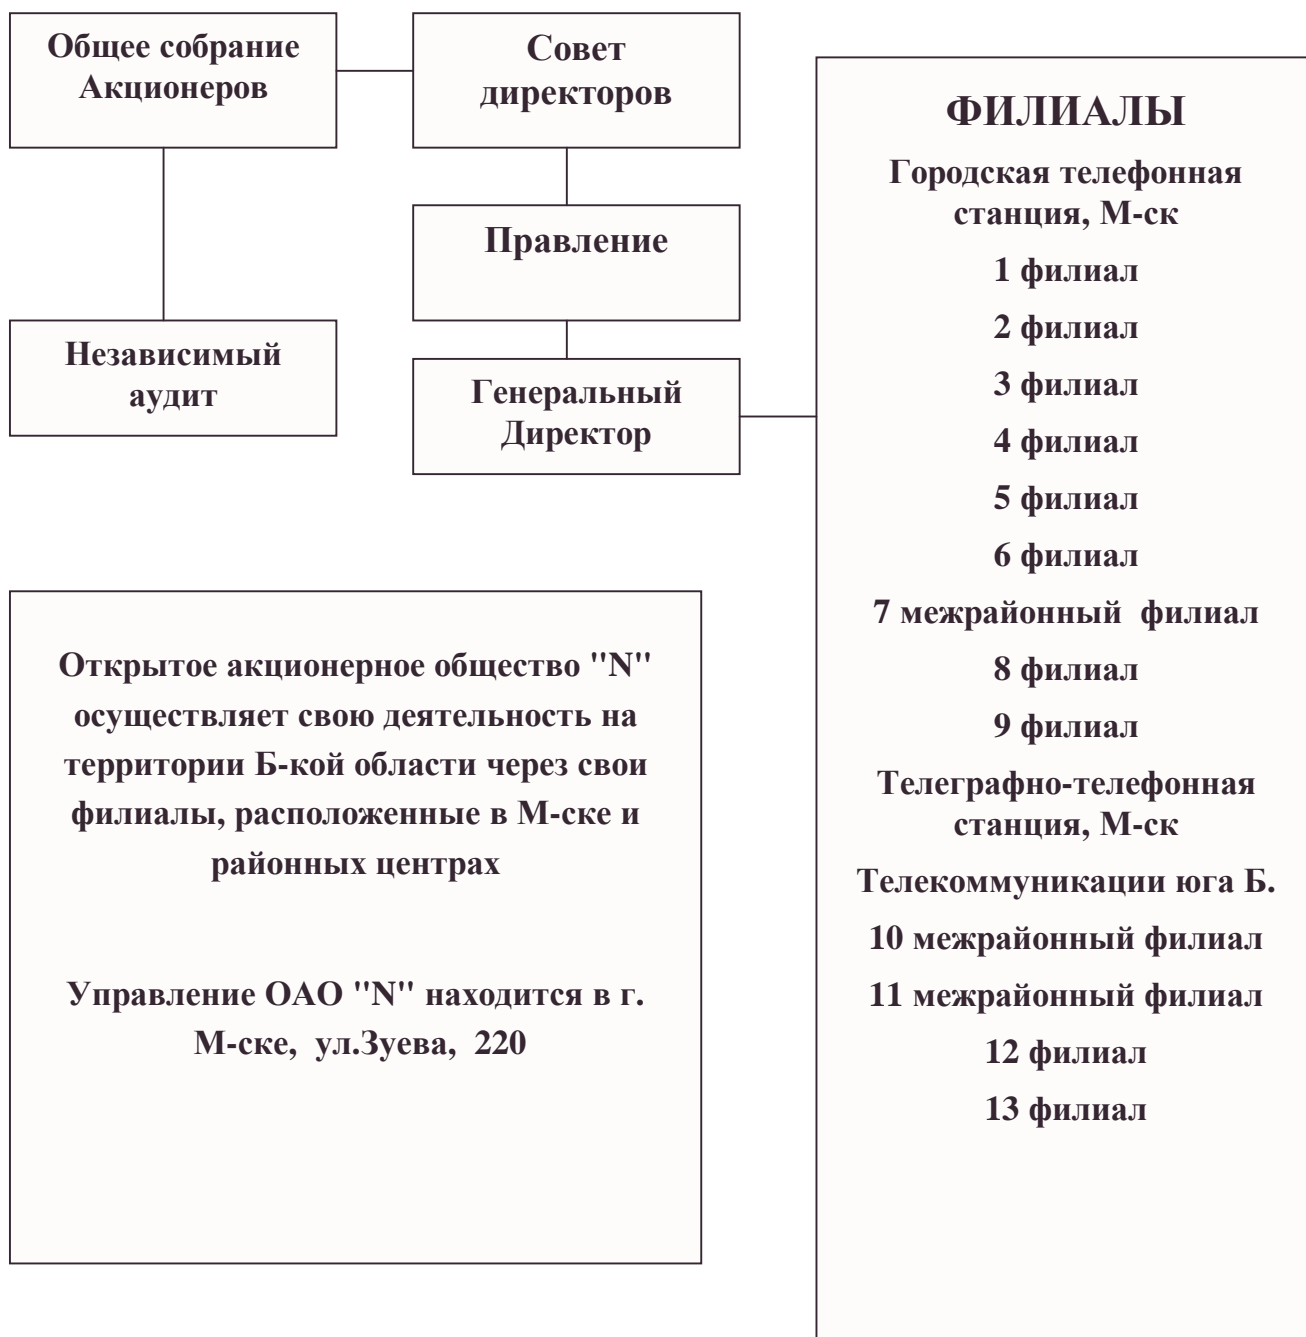 Общее собрание
Акционеров
Совет
директоров
Правление
Независимый
аудит
Генеральный
Директор
ФИЛИАЛЫ
Городская телефонная
станция, М-ск
1 филиал
2 филиал
3 филиал
4 филиал
5 филиал
6 филиал
7 межрайонный филиал
8 филиал
9 филиал
Телеграфно-телефонная
станция, М-ск
Телекоммуникации юга Б.
10 межрайонный филиал
11 межрайонный филиал
12 филиал
13 филиал
Открытое акционерное общество "N"
осуществляет свою деятельность на
территории Б-кой области через свои
филиалы, расположенные в М-ске и
районных центрах
Управление ОАО "N" находится в г.
М-ске, ул.Зуева, 220